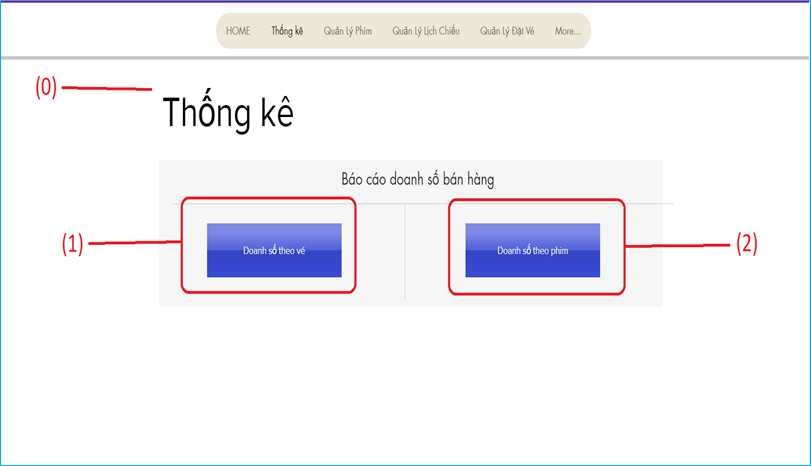 HOME Thống kê Quản Lý Phim Quản Lý Lịch Chiếu Quản Lý Đặt Vé More...
(0)
Thống kê
Báo cáo doanh số bán hàng
(1) Doanh số theo vé Doanh số theo phim (2)